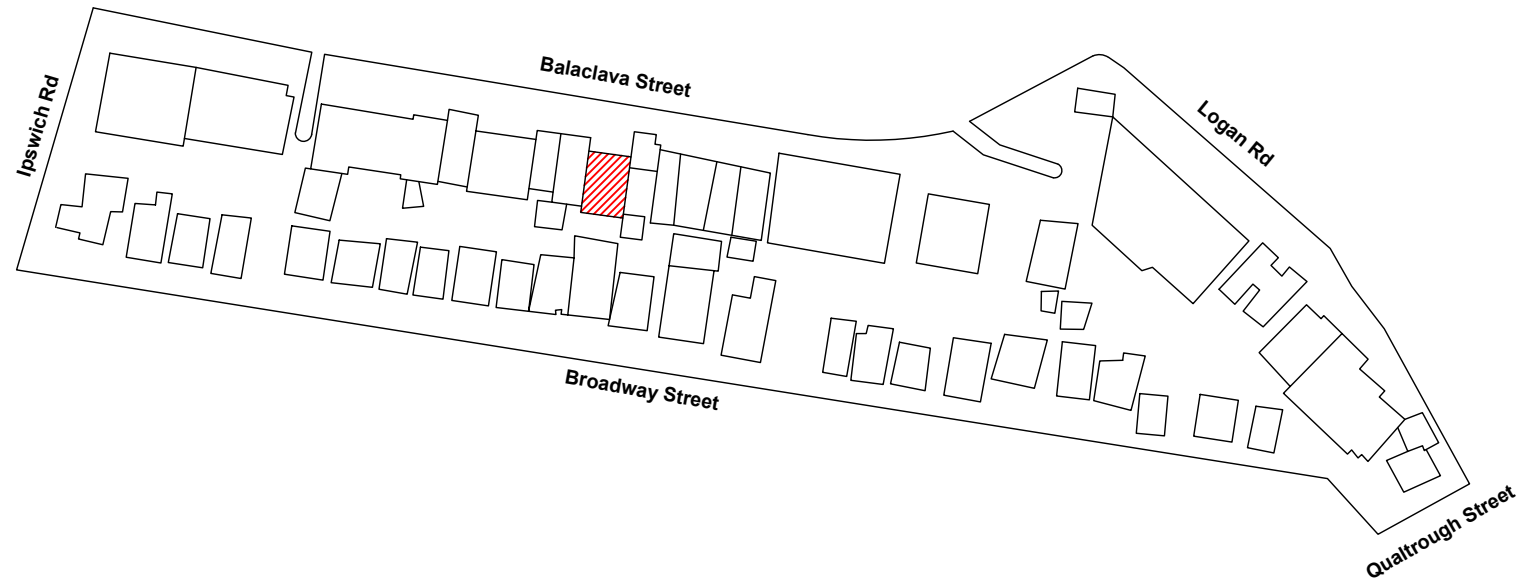 Balaclava Street
Ipswich Rd
Logan Rd
Broadway Street
Qualtrough Street